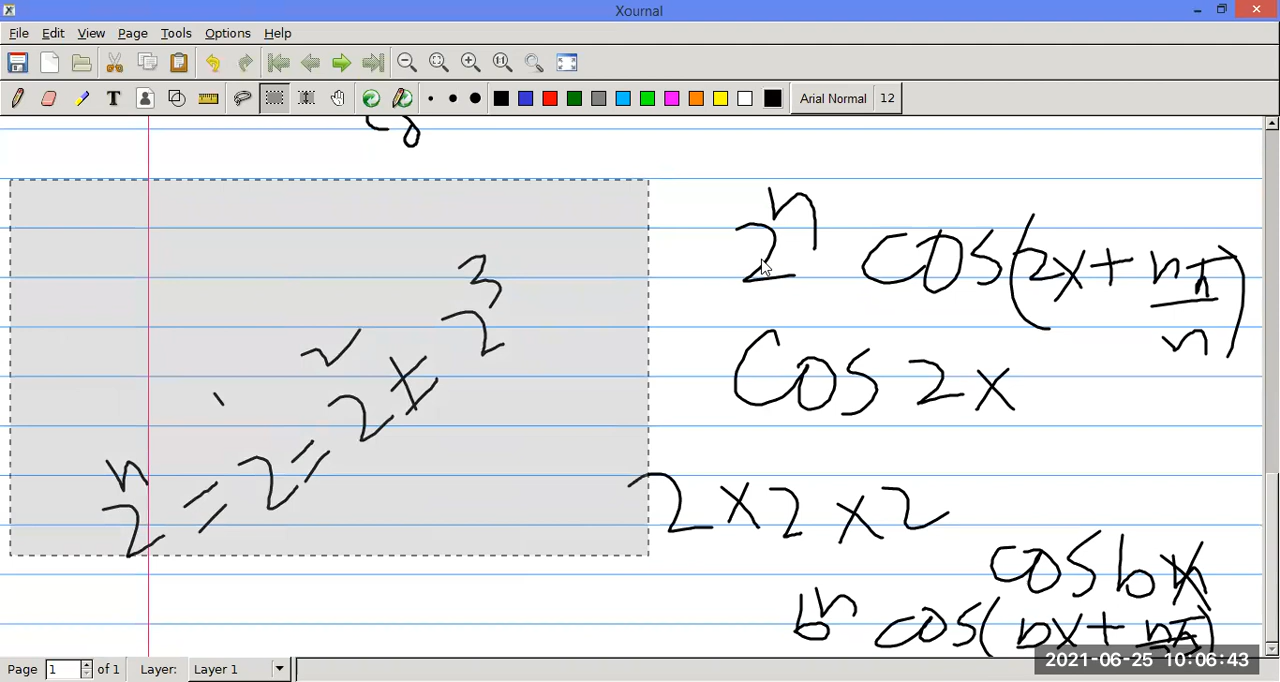 Xournal
File Edit View Page Tools Options Help
Arial Normal 12
2^n cos(2x + nπ/n)
Cos 2x
2^n = 2 = 2^2 ± 2^3
2 × 2 × 2
cos bx
b^n cos(bx + nπ)
Page 1 of 1 Layer: Layer 1
2021-06-25 10:06:43